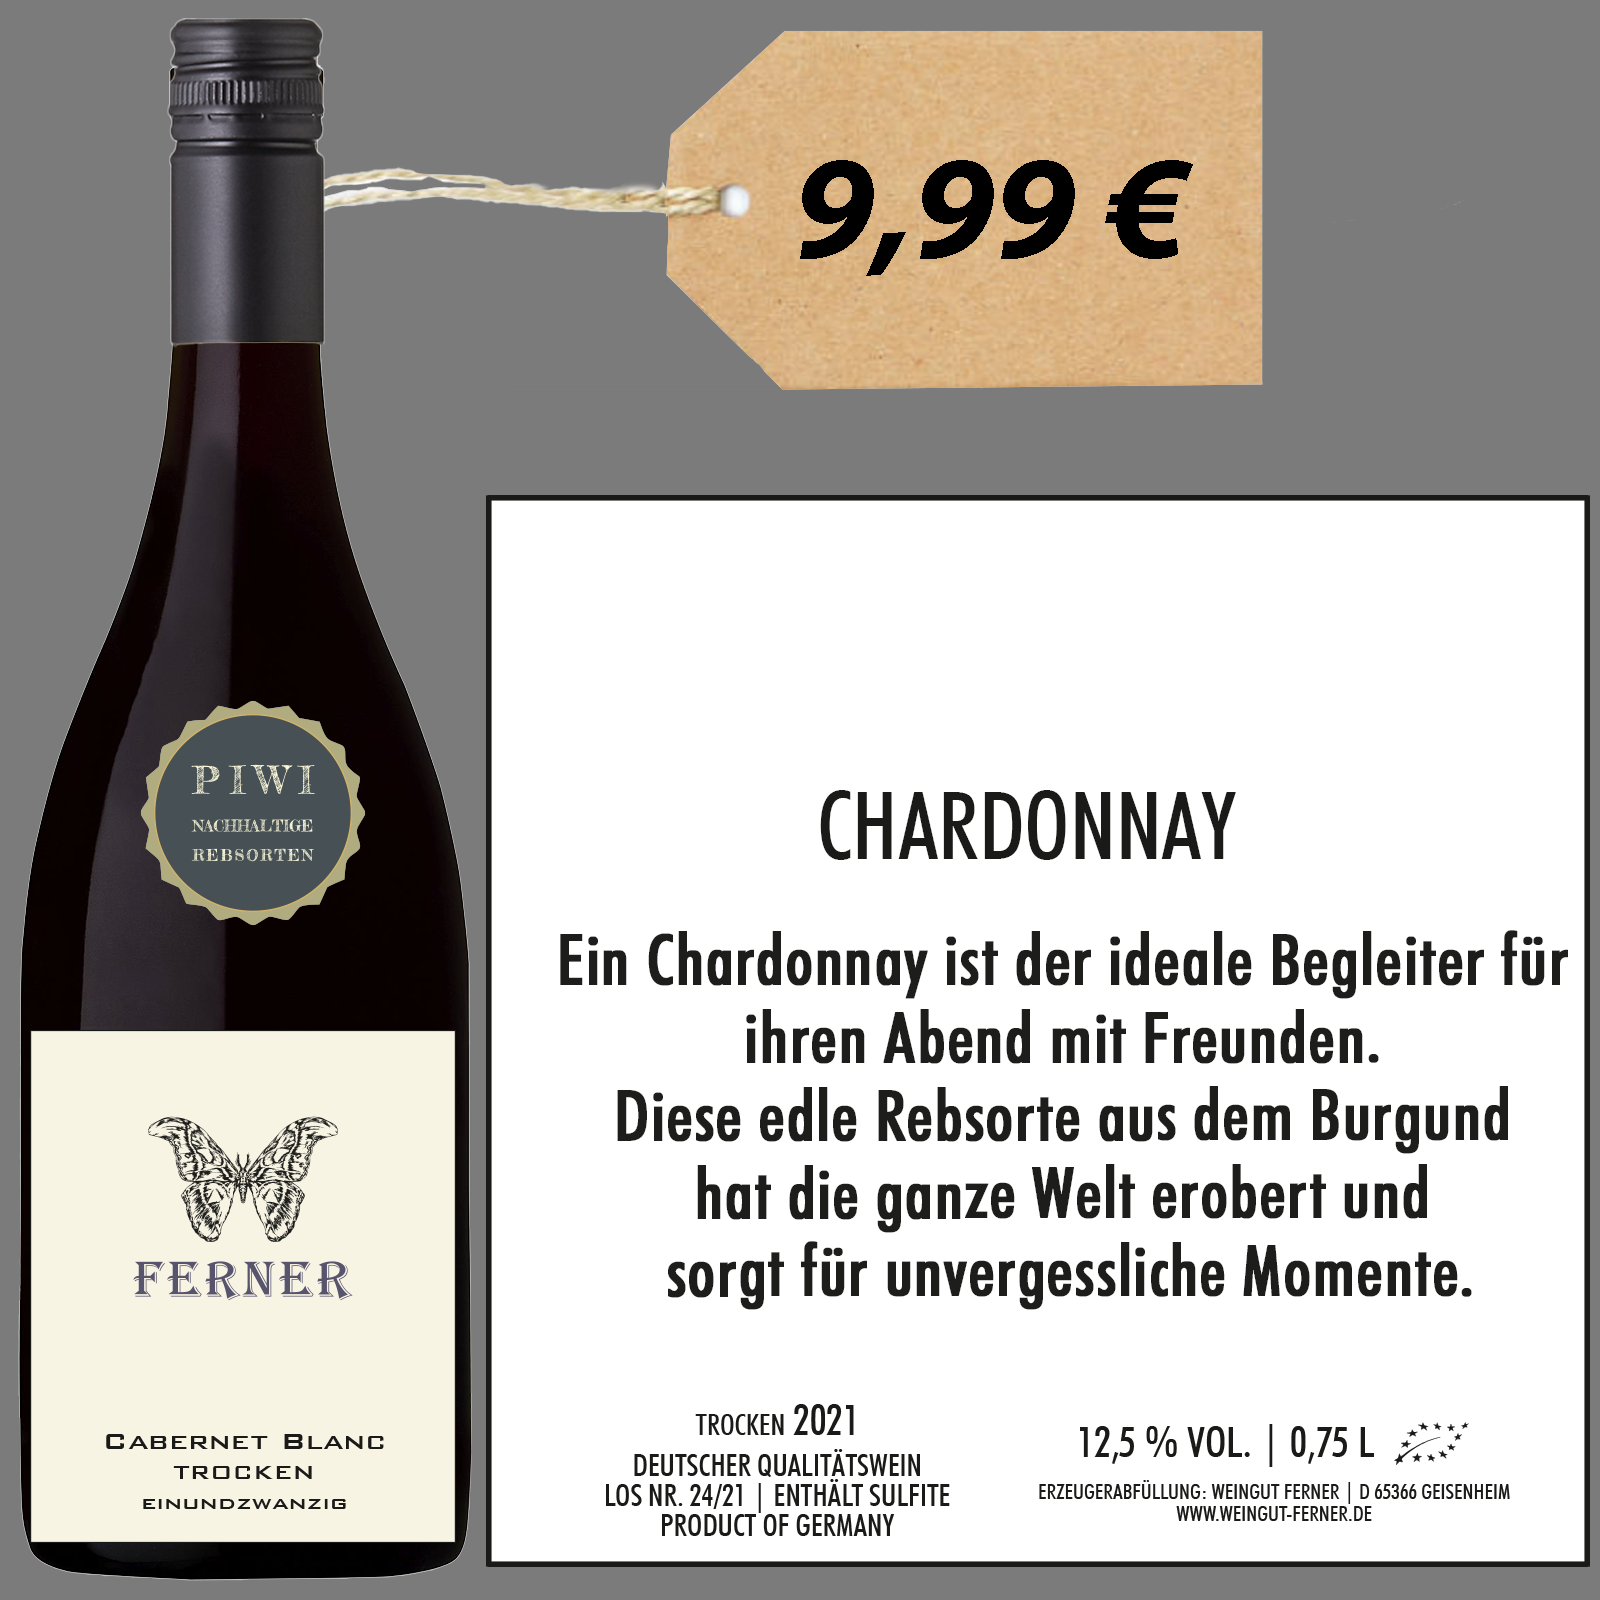 9,99 €
PIWI
NACHHALTIGE
REBSORTEN
FERNER
CABERNET BLANC
TROCKEN
EINUNDZWANZIG
CHARDONNAY
Ein Chardonnay ist der ideale Begleiter für
ihren Abend mit Freunden.
Diese edle Rebsorte aus dem Burgund
hat die ganze Welt erobert und
sorgt für unvergessliche Momente.
TROCKEN 2021
DEUTSCHER QUALITÄTSWEIN
LOS NR. 24/21 | ENTHÄLT SULFITE
PRODUCT OF GERMANY
12,5 % VOL. | 0,75 L
ERZEUGERABFÜLLUNG: WEINGUT FERNER | D 65366 GEISENHEIM
WWW.WEINGUT-FERNER.DE